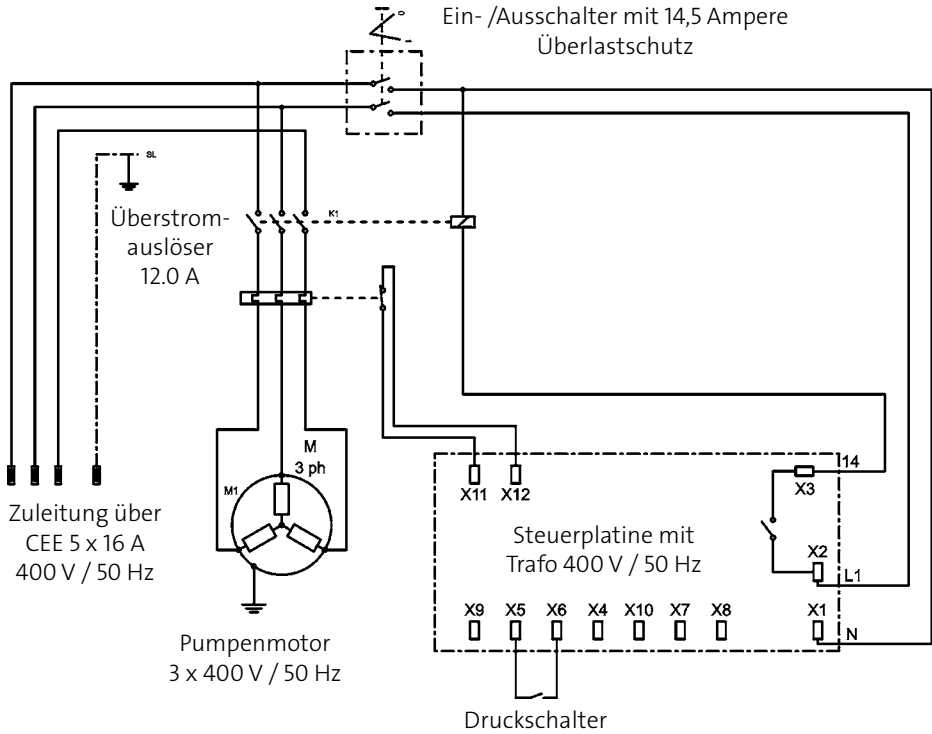 Ein- /Ausschalter mit 14,5 Ampere
Überlastschutz
SL
Überstrom-
auslöser
12.0 A
K1
M
3 ph
M1
Zuleitung über
CEE 5 x 16 A
400 V / 50 Hz
Pumpenmotor
3 x 400 V / 50 Hz
X11
X12
X3
14
Steuerplatine mit
Trafo 400 V / 50 Hz
X2
L1
X9
X5
X6
X4
X10
X7
X8
X1
N
Druckschalter